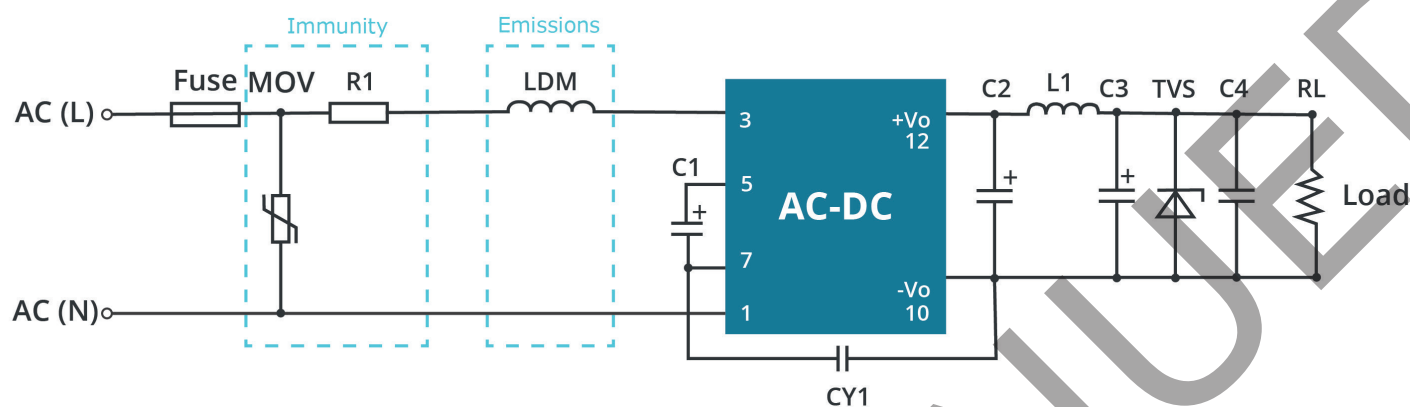 Immunity
Emissions
Fuse
MOV
R1
LDM
C2
L1
C3
TVS
C4
RL
AC (L)
3
+Vo
12
C1
+
5
AC-DC
+
+
Load
7
-Vo
10
AC (N)
1
CY1